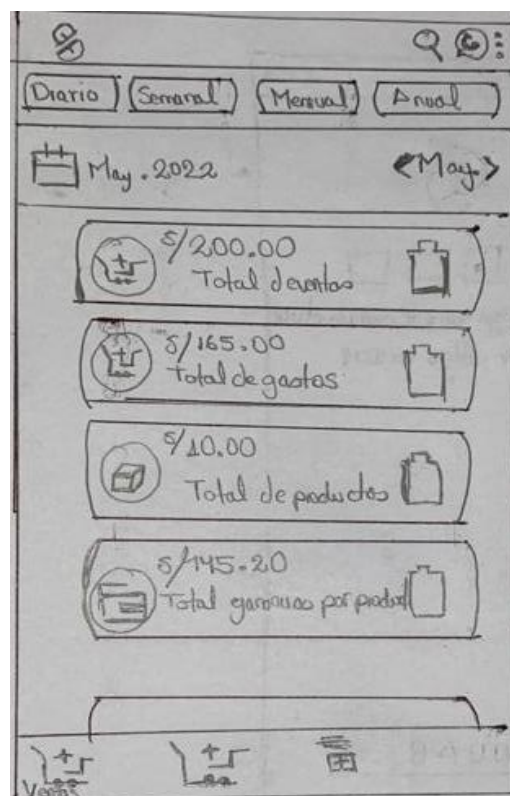 Diario Semanal Mensual Anual
May. 2022 <May.>
S/200.00
Total de ventas
S/165.00
Total de gastos
S/10.00
Total de productos
S/145.20
Total ganancias por product
Ventas